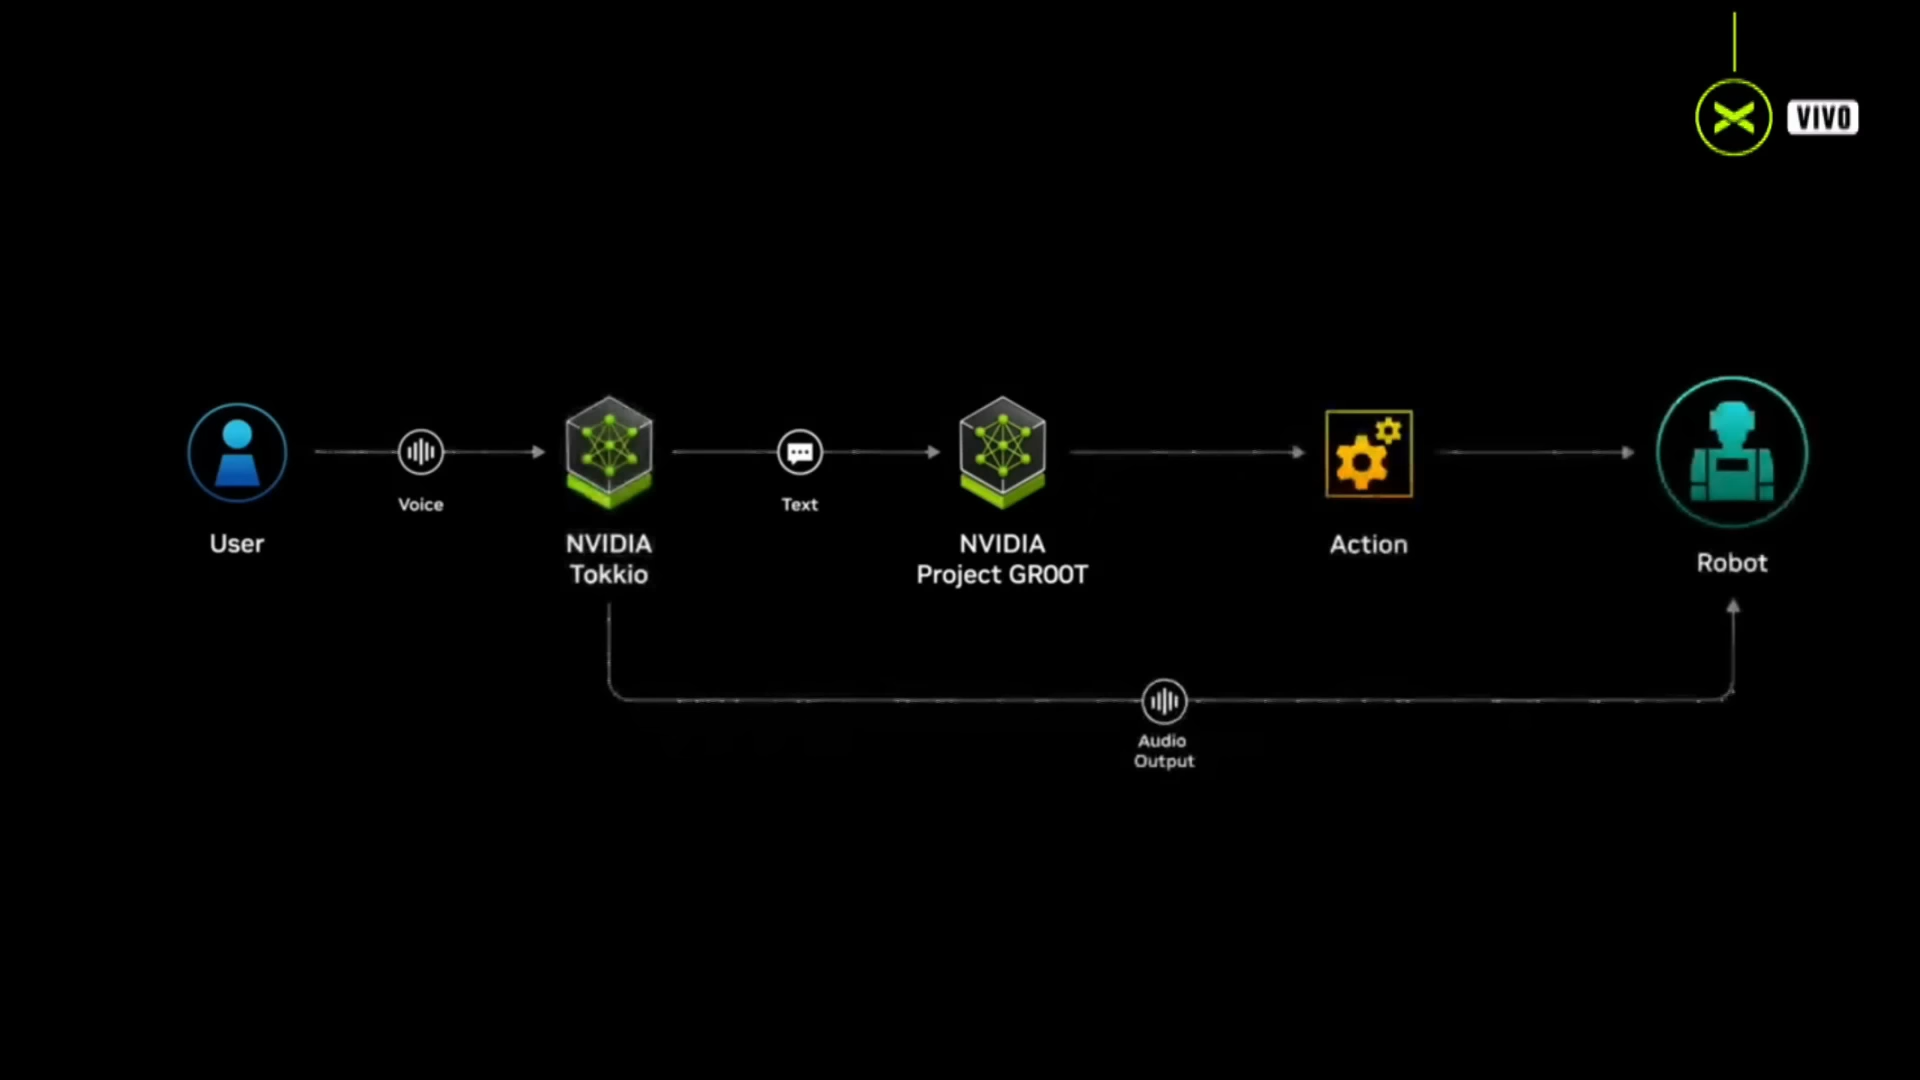 VIVO
Voice
Text
User
NVIDIA
Tokkio
NVIDIA
Project GR00T
Action
Robot
Audio
Output